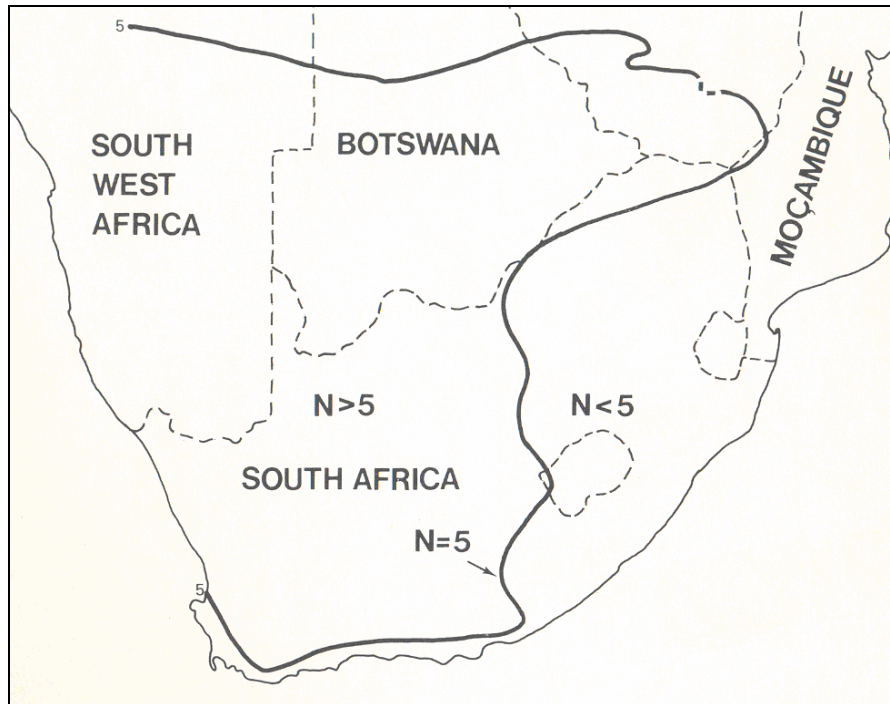 5
SOUTH
WEST
AFRICA
BOTSWANA
MOÇAMBIQUE
N>5
N<5
SOUTH AFRICA
N=5
5